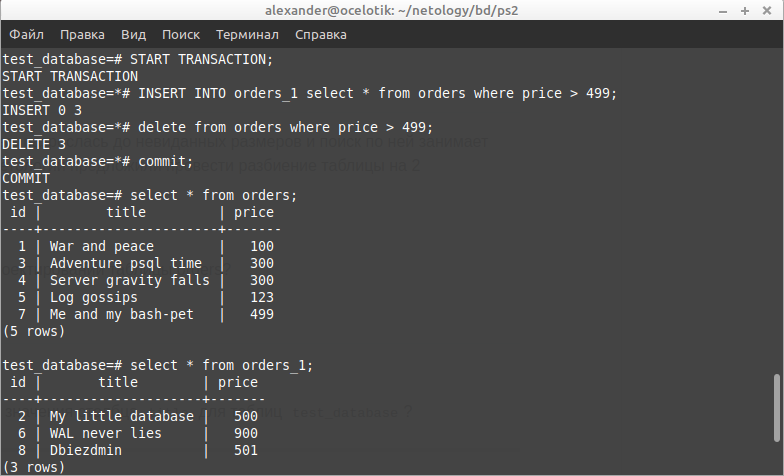 alexander@ocelotik: ~/netology/bd/ps2
Файл Правка Вид Поиск Терминал Справка
test_database=# START TRANSACTION;
START TRANSACTION
test_database=*# INSERT INTO orders_1 select * from orders where price > 499;
INSERT 0 3
test_database=*# delete from orders where price > 499;
DELETE 3
test_database=*# commit;
COMMIT
test_database=# select * from orders;
 id |        title         | price
----+----------------------+-------
  1 | War and peace        |   100
  3 | Adventure psql time  |   300
  4 | Server gravity falls |   300
  5 | Log gossips          |   123
  7 | Me and my bash-pet   |   499
(5 rows)
test_database=# select * from orders_1;
 id |       title        | price
----+--------------------+-------
  2 | My little database |   500
  6 | WAL never lies     |   900
  8 | Dbiezdmin          |   501
(3 rows)